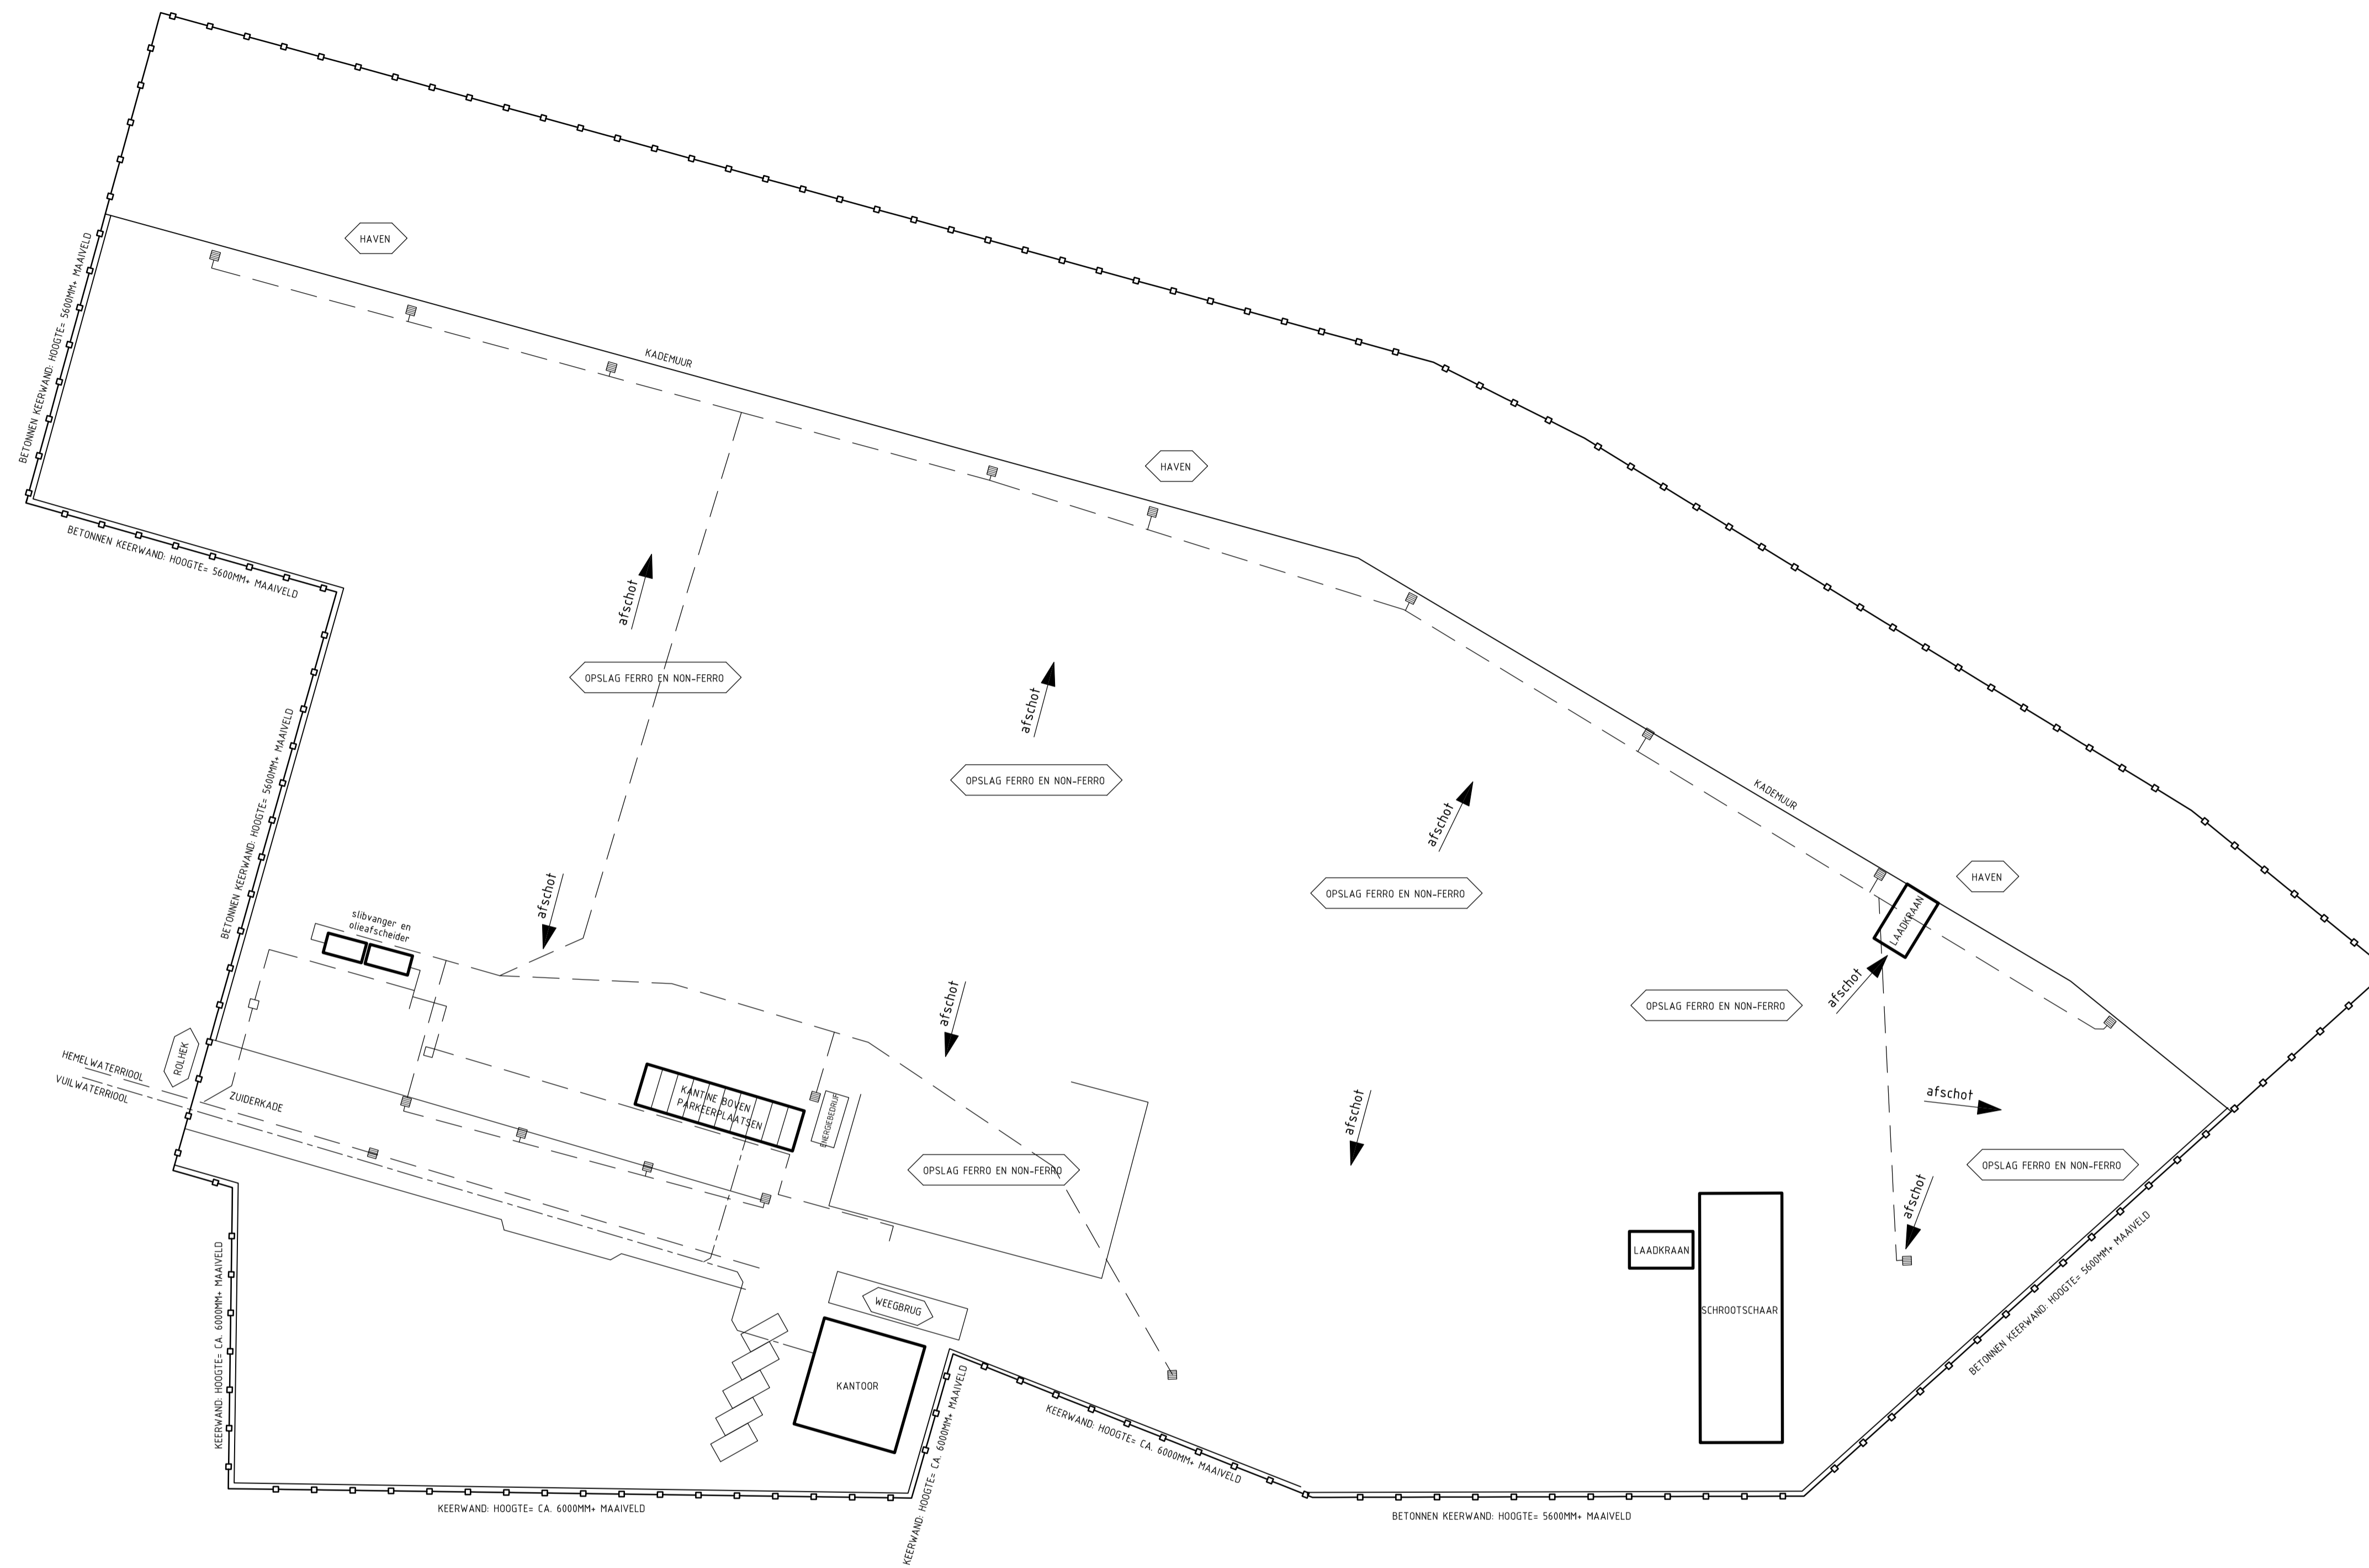 HAVEN
BETONNEN KEERWAND: HOOGTE= 5600MM+ MAAIVELD
KADEMUUR
HAVEN
BETONNEN KEERWAND: HOOGTE= 5600MM+ MAAIVELD
afschot
OPSLAG FERRO EN NON-FERRO
afschot
OPSLAG FERRO EN NON-FERRO
KADEMUUR
afschot
OPSLAG FERRO EN NON-FERRO
HAVEN
LAADKRAAN
BETONNEN KEERWAND: HOOGTE= 5600MM+ MAAIVELD
slibvanger en
olieafscheider
afschot
afschot
afschot
OPSLAG FERRO EN NON-FERRO
ROLHEK
HEMELWATERRIOOL
VUILWATERRIOOL
ZUIDERKADE
KANTINE BOVEN
PARKEERPLAATSEN
ENERGIEBEDRIJF
afschot
afschot
OPSLAG FERRO EN NON-FERRO
OPSLAG FERRO EN NON-FERRO
afschot
LAADKRAAN
SCHROOTSCHAAR
BETONNEN KEERWAND: HOOGTE= 5600MM+ MAAIVELD
WEEGBRUG
KANTOOR
KEERWAND: HOOGTE= CA. 6000MM+ MAAIVELD
KEERWAND: HOOGTE= CA. 6000MM+ MAAIVELD
KEERWAND: HOOGTE= CA. 6000MM+ MAAIVELD
KEERWAND: HOOGTE= CA. 6000MM+ MAAIVELD
BETONNEN KEERWAND: HOOGTE= 5600MM+ MAAIVELD